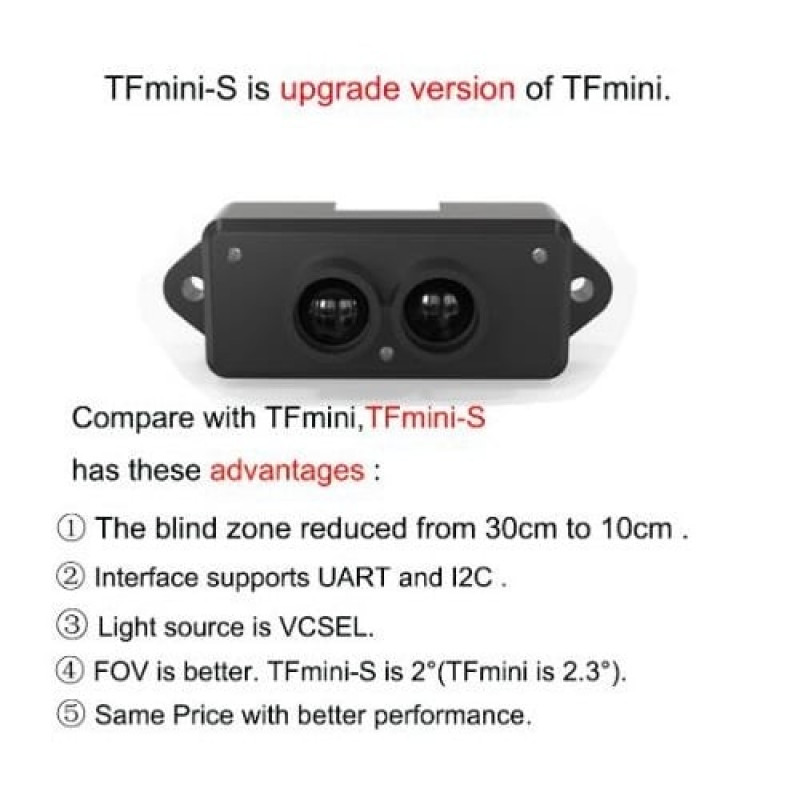 TFmini-S is upgrade version of TFmini.
Compare with TFmini,TFmini-S
has these advantages :
① The blind zone reduced from 30cm to 10cm .
② Interface supports UART and I2C .
③ Light source is VCSEL.
④ FOV is better. TFmini-S is 2°(TFmini is 2.3°).
⑤ Same Price with better performance.